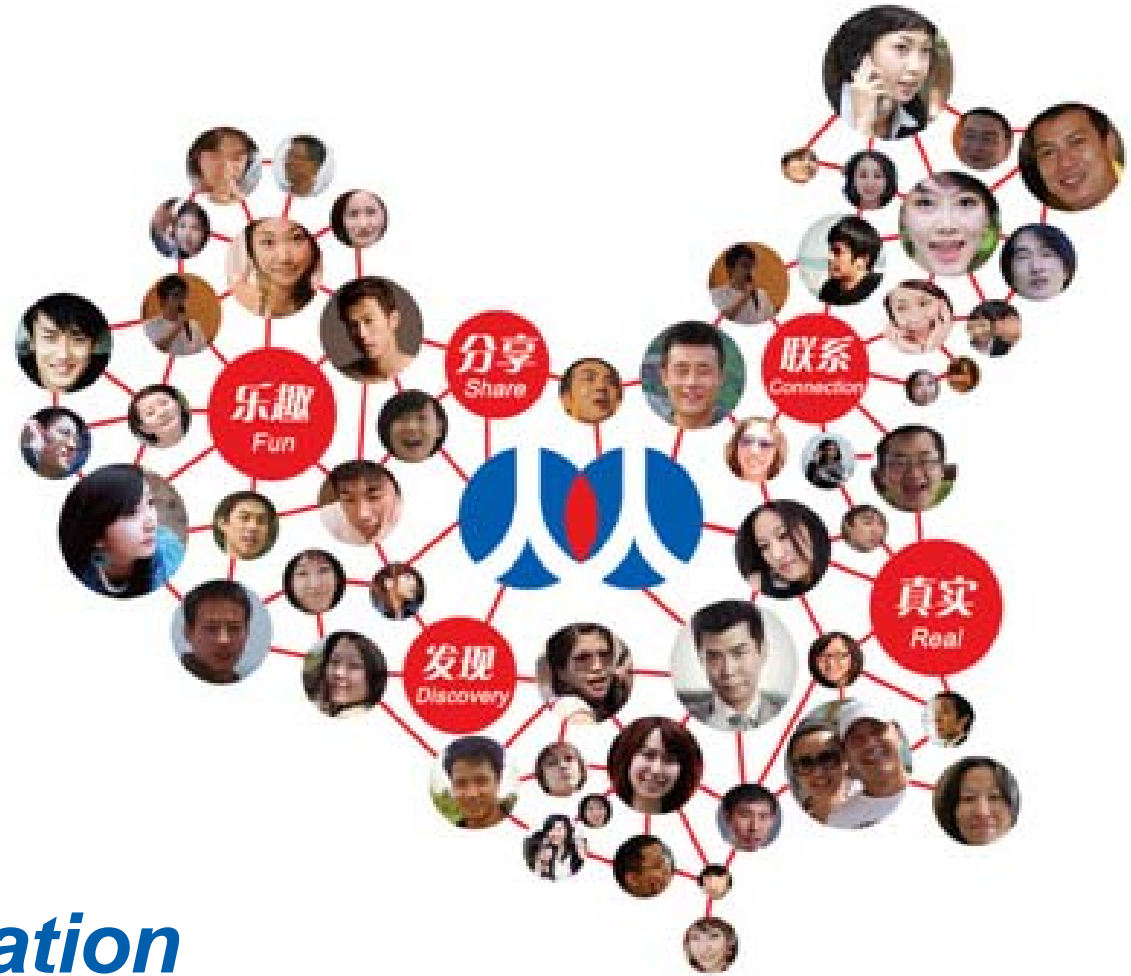 分享
Share
联系
Connection
乐趣
Fun
真实
Real
发现
Discovery
ation